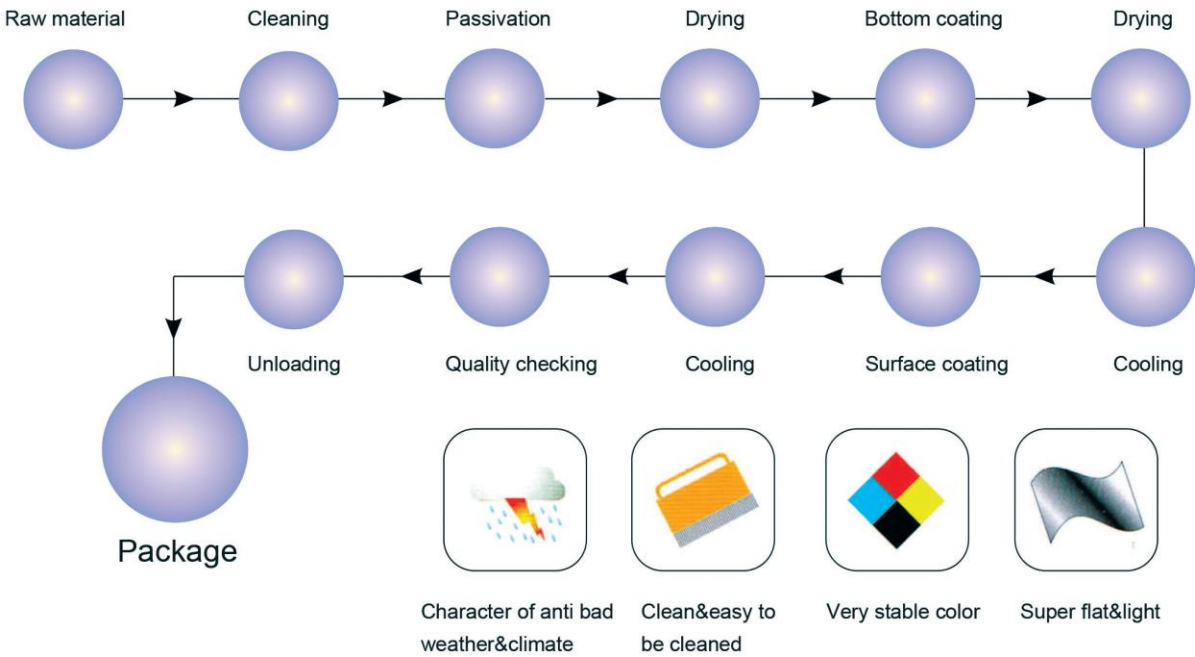 Raw material
Cleaning
Passivation
Drying
Bottom coating
Drying
Unloading
Quality checking
Cooling
Surface coating
Cooling
Package
Character of anti bad
weather&climate
Clean&easy to
be cleaned
Very stable color
Super flat&light